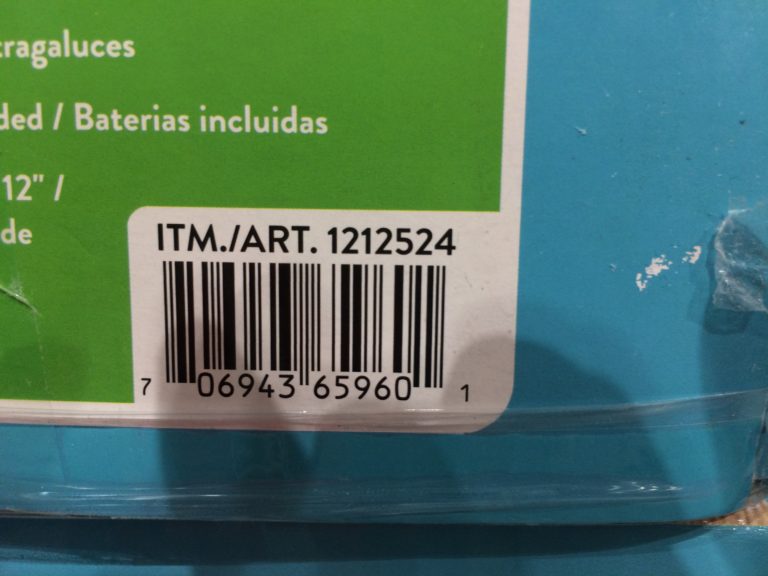 tragaluces
ded / Baterias incluidas
12" /
de
ITM./ART. 1212524
7 06943 65960 1